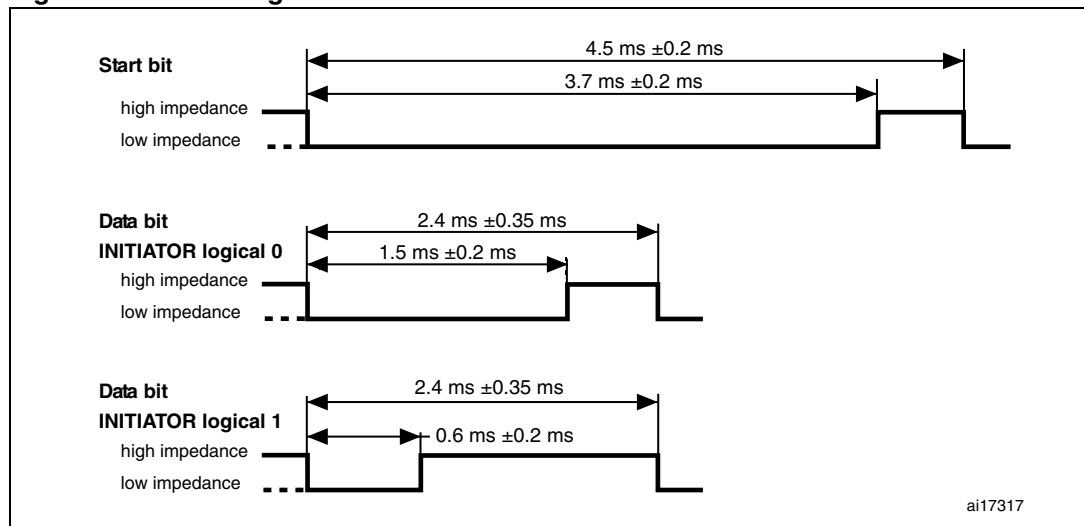 4.5 ms ±0.2 ms
Start bit
3.7 ms ±0.2 ms
high impedance
low impedance
Data bit
2.4 ms ±0.35 ms
INITIATOR logical 0
1.5 ms ±0.2 ms
high impedance
low impedance
Data bit
2.4 ms ±0.35 ms
INITIATOR logical 1
0.6 ms ±0.2 ms
high impedance
low impedance
ai17317